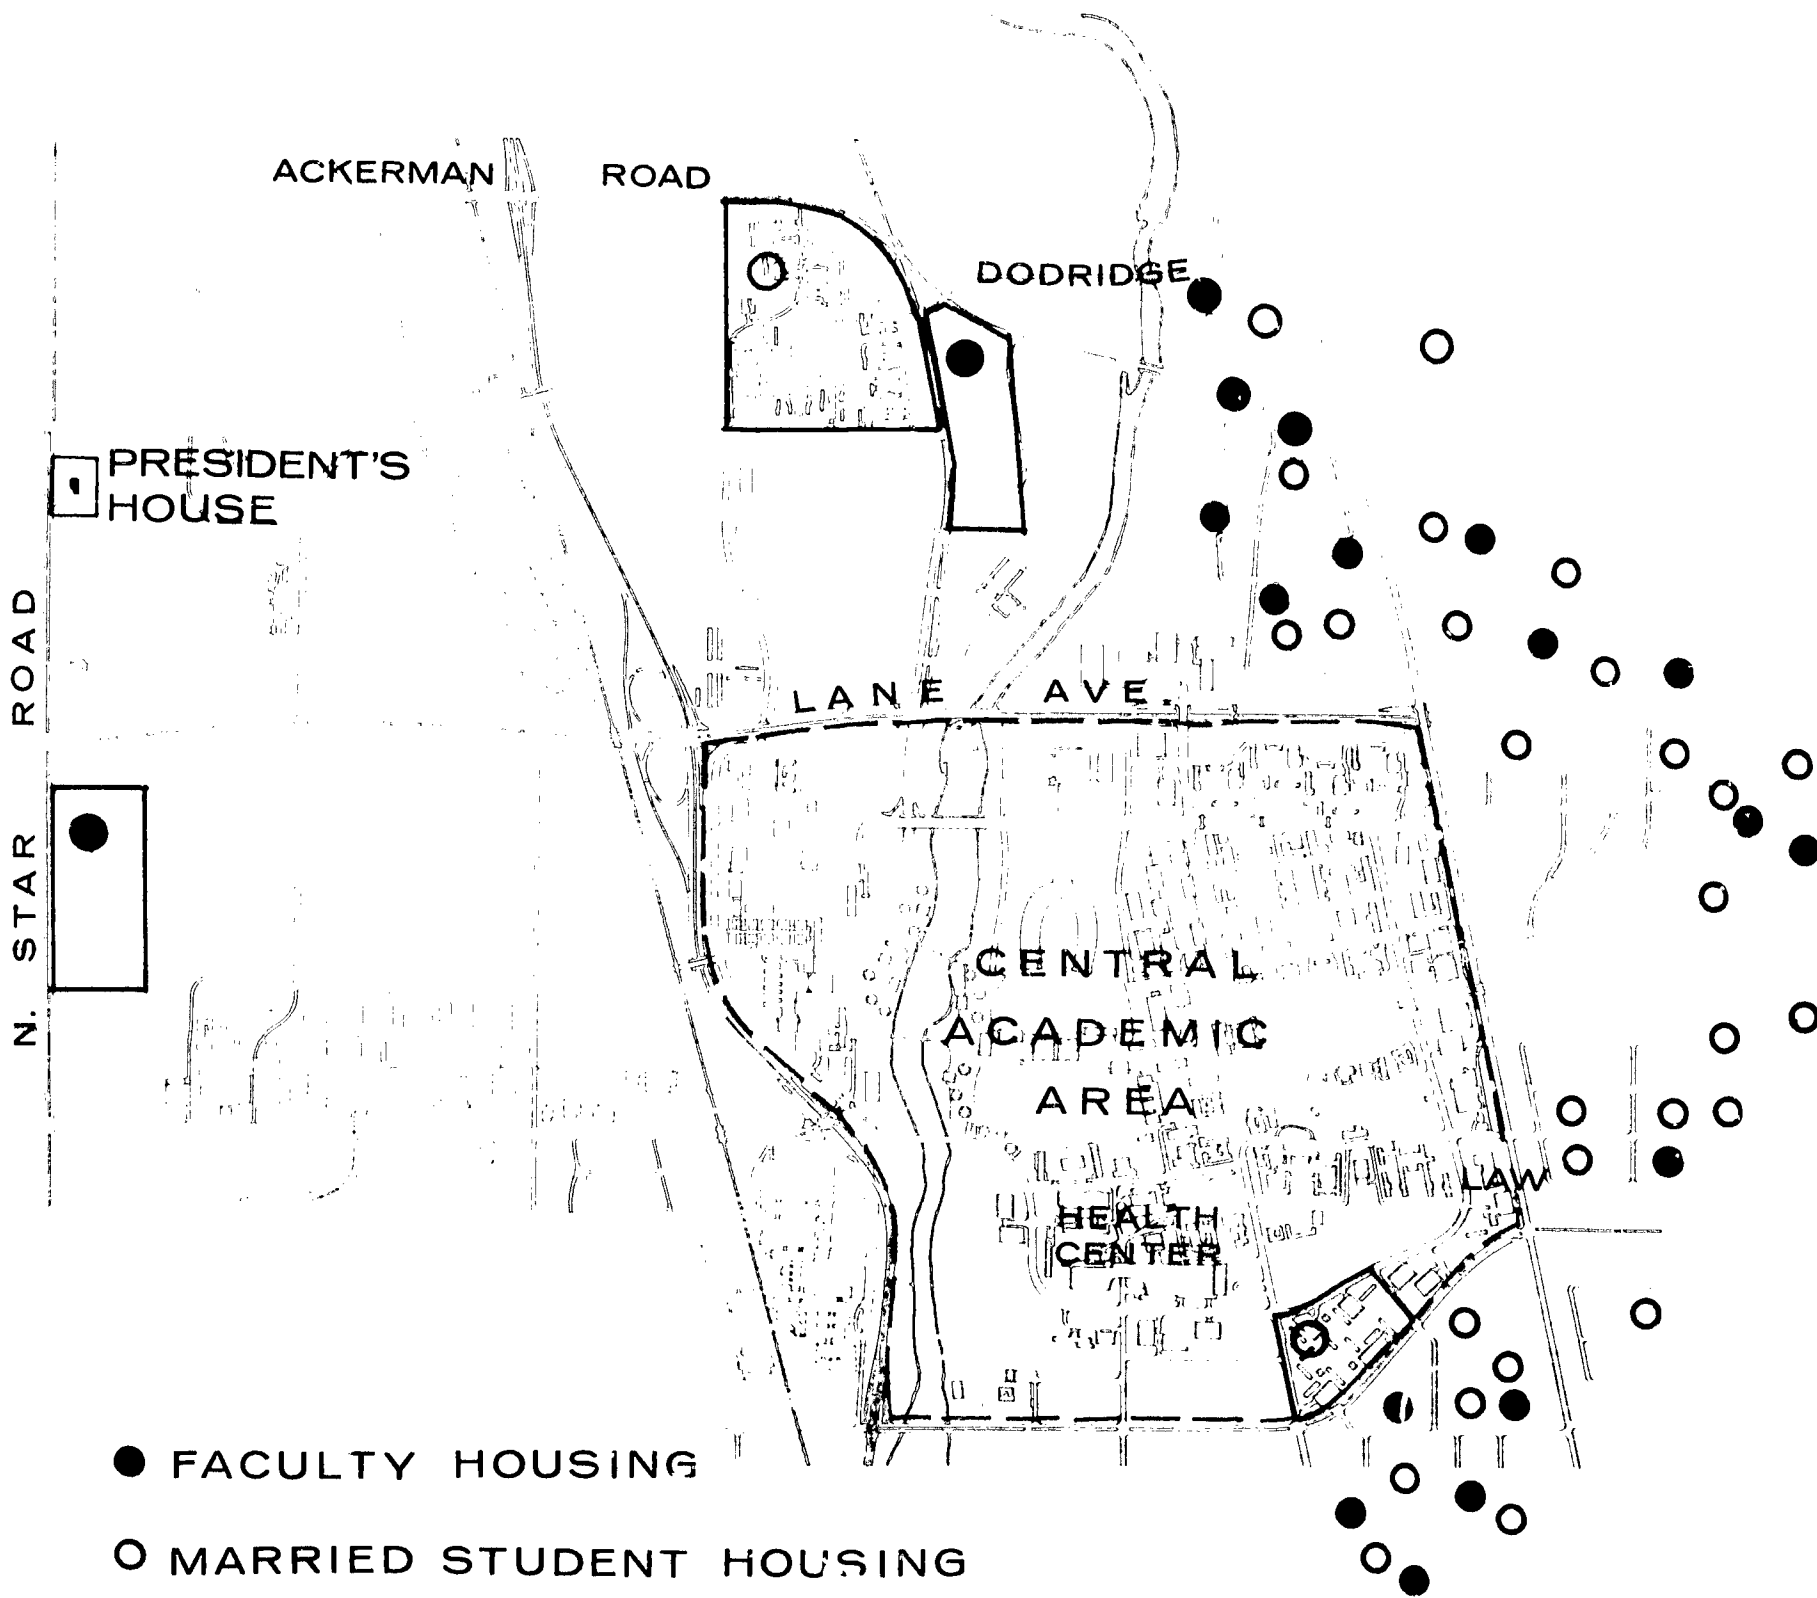 ACKERMAN ROAD
DODRIDGE
PRESIDENT'S
HOUSE
N. STAR ROAD
LANE AVE.
CENTRAL
ACADEMIC
AREA
LAW
HEALTH
CENTER
FACULTY HOUSING
MARRIED STUDENT HOUSING